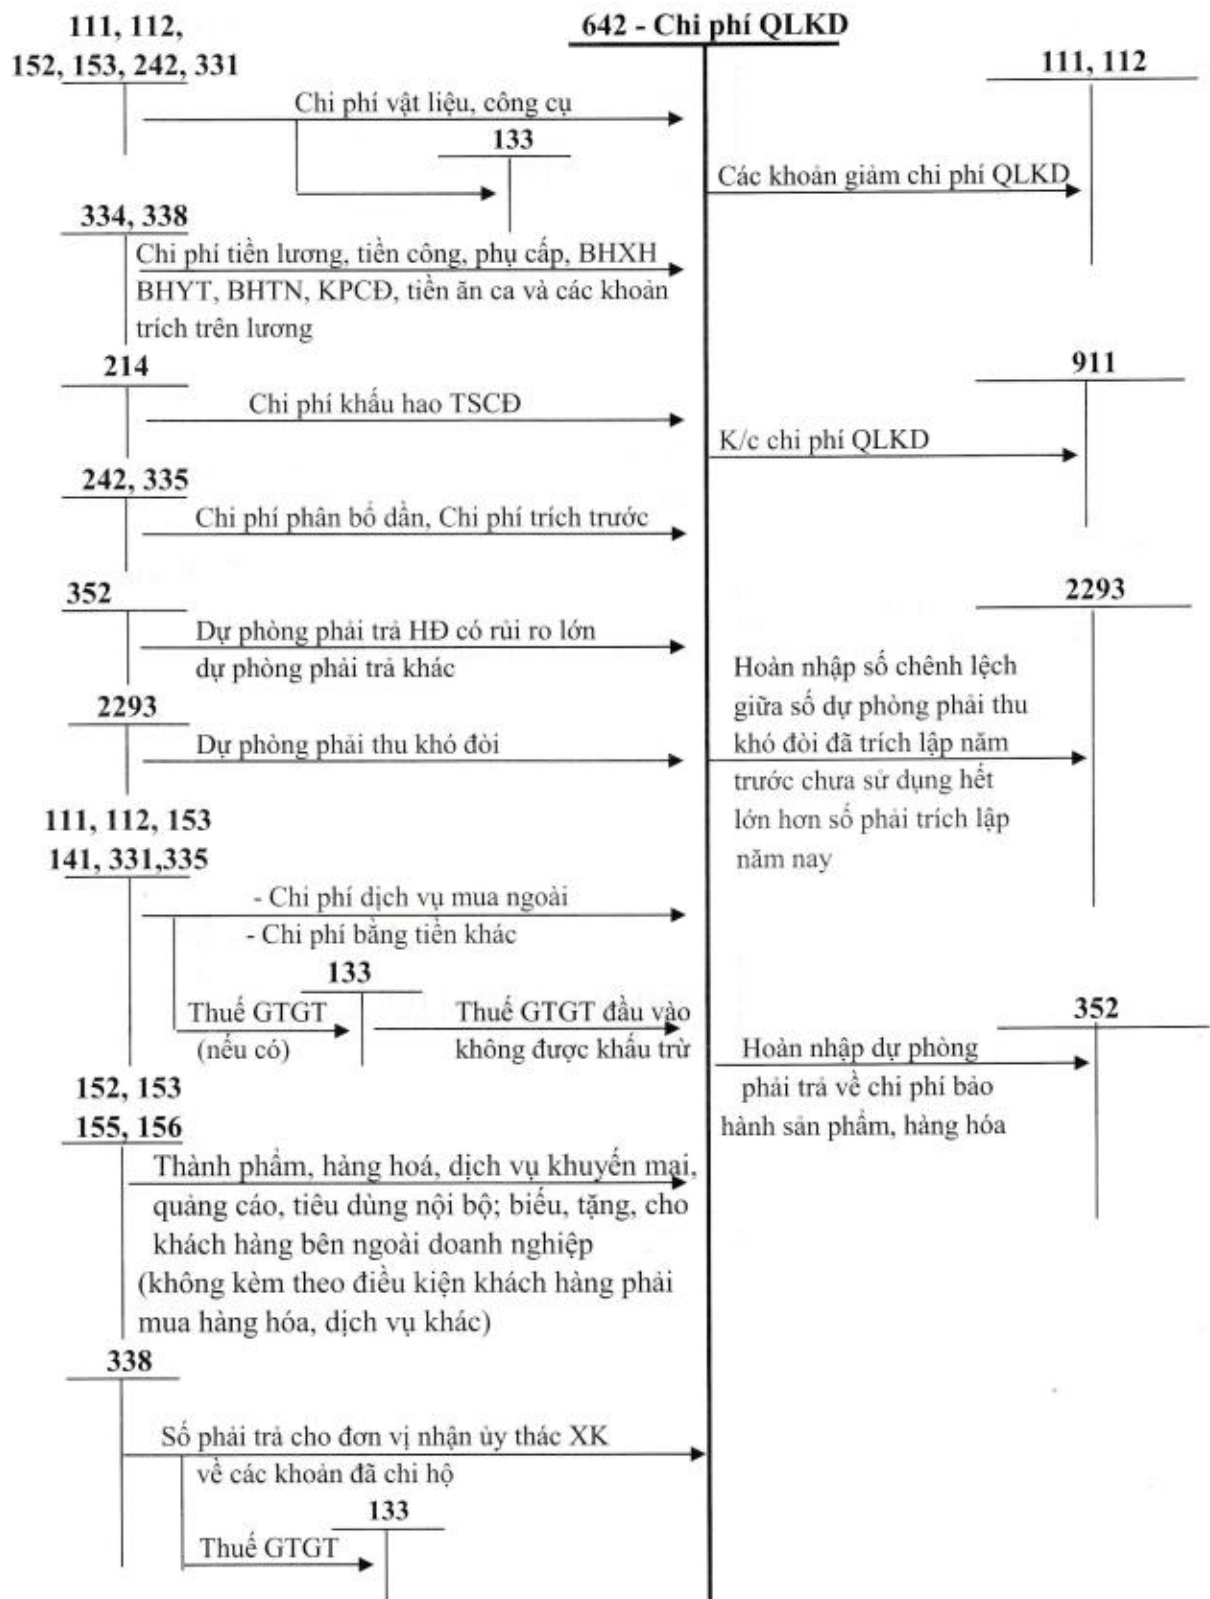 111, 112,
152, 153, 242, 331
642 - Chi phí QLKD
111, 112
Chi phí vật liệu, công cụ
133
Các khoản giảm chi phí QLKD
334, 338
Chi phí tiền lương, tiền công, phụ cấp, BHXH
BHYT, BHTN, KPCĐ, tiền ăn ca và các khoản
trích trên lương
214
Chi phí khấu hao TSCĐ
911
K/c chi phí QLKD
242, 335
Chi phí phân bổ dần, Chi phí trích trước
352
Dự phòng phải trả HĐ có rủi ro lớn
dự phòng phải trả khác
2293
Dự phòng phải thu khó đòi
2293
Hoàn nhập số chênh lệch
giữa số dự phòng phải thu
khó đòi đã trích lập năm
trước chưa sử dụng hết
lớn hơn số phải trích lập
năm nay
111, 112, 153
141, 331,335
- Chi phí dịch vụ mua ngoài
- Chi phí bằng tiền khác
133
Thuế GTGT
(nếu có)
Thuế GTGT đầu vào
không được khấu trừ
352
Hoàn nhập dự phòng
phải trả về chi phí bảo
hành sản phẩm, hàng hóa
152, 153
155, 156
Thành phẩm, hàng hoá, dịch vụ khuyến mại,
quảng cáo, tiêu dùng nội bộ; biếu, tặng, cho
khách hàng bên ngoài doanh nghiệp
(không kèm theo điều kiện khách hàng phải
mua hàng hóa, dịch vụ khác)
338
Số phải trả cho đơn vị nhận ủy thác XK
về các khoản đã chi hộ
133
Thuế GTGT